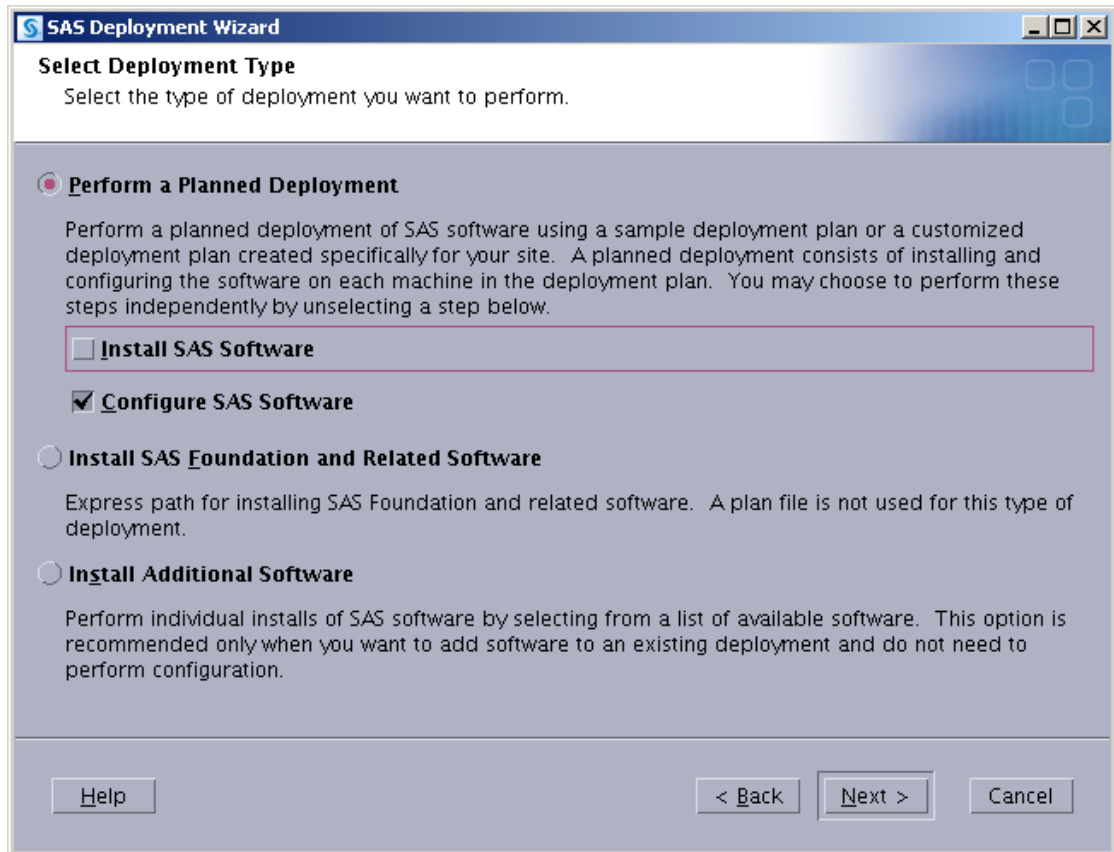 SAS Deployment Wizard
Select Deployment Type
Select the type of deployment you want to perform.
Perform a Planned Deployment
Perform a planned deployment of SAS software using a sample deployment plan or a customized
deployment plan created specifically for your site. A planned deployment consists of installing and
configuring the software on each machine in the deployment plan. You may choose to perform these
steps independently by unselecting a step below.
Install SAS Software
Configure SAS Software
Install SAS Foundation and Related Software
Express path for installing SAS Foundation and related software. A plan file is not used for this type of
deployment.
Install Additional Software
Perform individual installs of SAS software by selecting from a list of available software. This option is
recommended only when you want to add software to an existing deployment and do not need to
perform configuration.
Help
< Back
Next >
Cancel